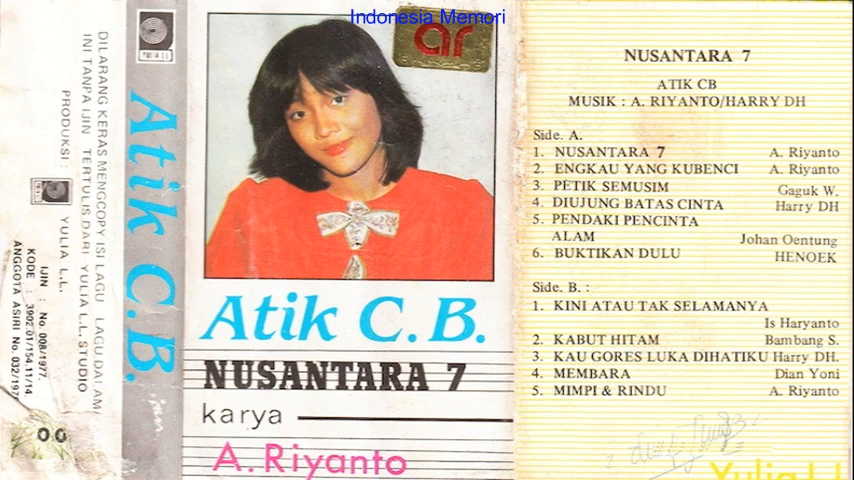 Indonesia Memori
DILARANG KERAS MENGCOPY ISI LAGU LAGU DALAM
INI TANPA IJIN TERTULIS DARI YULIA L.L. STUDIO
PRODUKSI :
YULIA L.L.
IJIN : No. 008/1977.
KODE : 3902.01/154.11/14
ANGGOTA ASIRI No. 032/197
00
YULIA LL
Atik C.B.
ar
Atik C.B.
NUSANTARA 7
karya
A. Riyanto
NUSANTARA 7
ATIK CB
MUSIK : A. RIYANTO/HARRY DH
Side. A.
1. NUSANTARA 7 A. Riyanto
2. ENGKAU YANG KUBENCI A. Riyanto
3. PETIK SEMUSIM Gaguk W.
4. DIUJUNG BATAS CINTA Harry DH
5. PENDAKI PENCINTA
ALAM Johan Oentung
6. BUKTIKAN DULU HENOEK
Side. B. :
1. KINI ATAU TAK SELAMANYA
Is Haryanto
2. KABUT HITAM Bambang S.
3. KAU GORES LUKA DIHATIKU Harry DH.
4. MEMBARA Dian Yoni
5. MIMPI & RINDU A. Riyanto
Yulia L.L